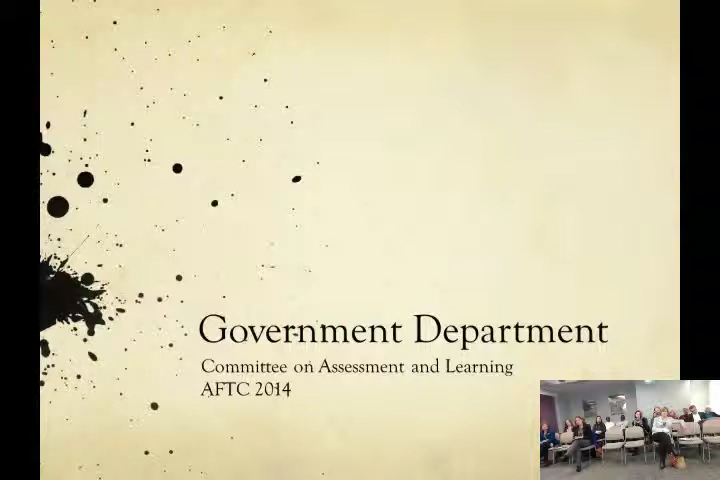 Government Department
Committee on Assessment and Learning
AFTC 2014